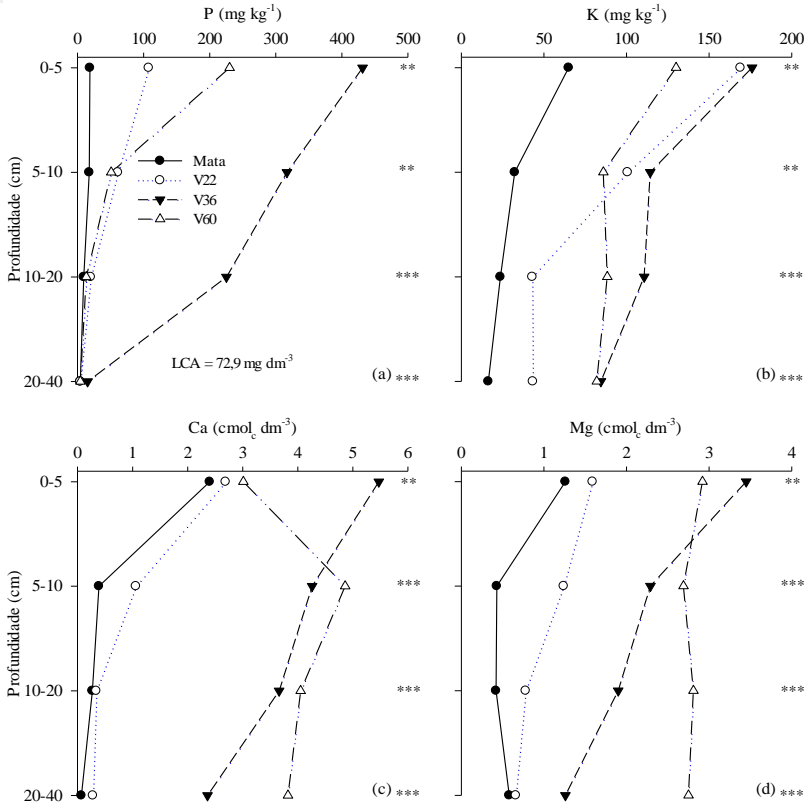 P (mg kg-1)
0 100 200 300 400 500
K (mg kg-1)
0 50 100 150 200
Profundidade (cm)
0-5 **
5-10 **
10-20 ***
20-40 ***
Mata
V22
V36
V60
LCA = 72,9 mg dm-3
(a)
**
**
***
(b) ***
Ca (cmolc dm-3)
0 1 2 3 4 5 6
Mg (cmolc dm-3)
0 1 2 3 4
Profundidade (cm)
0-5 **
5-10 ***
10-20 ***
20-40 ***
(c)
**
***
***
(d) ***